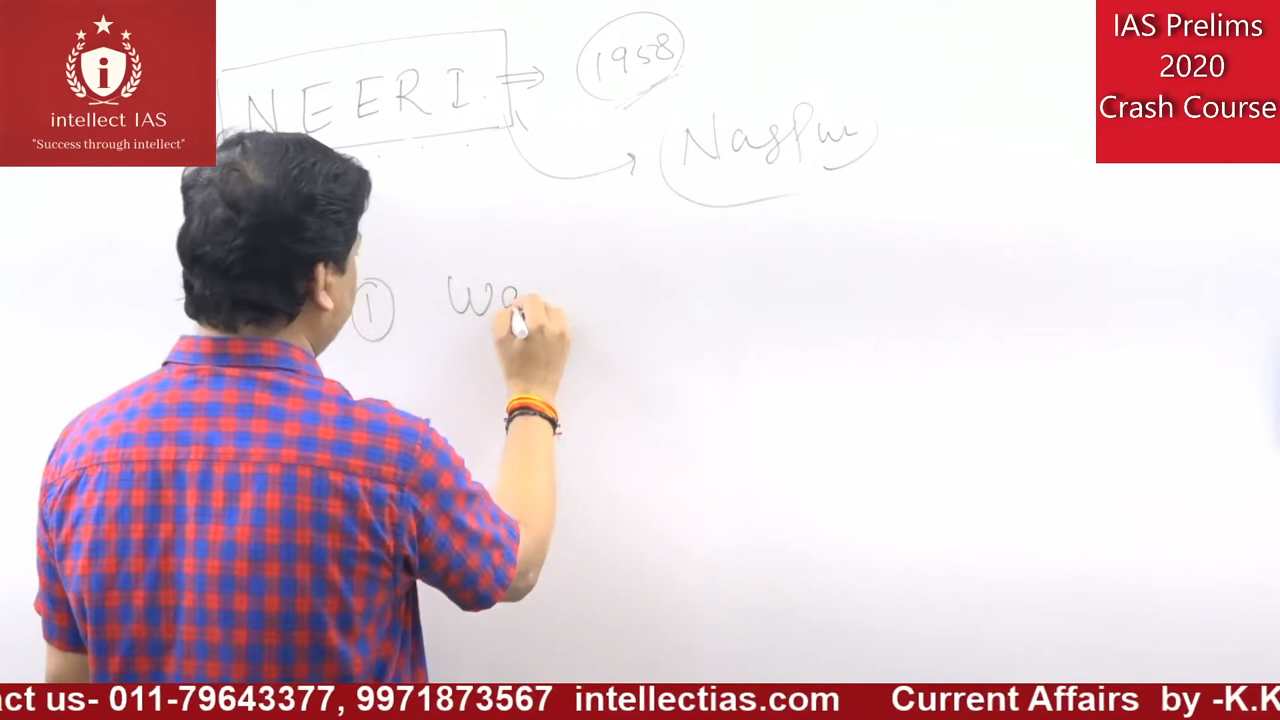 intellect IAS
"Success through intellect"
IAS Prelims
2020
Crash Course
NEERI
1958
Nagpur
1
Wa
act us- 011-79643377, 9971873567 intellectias.com Current Affairs by -K.K